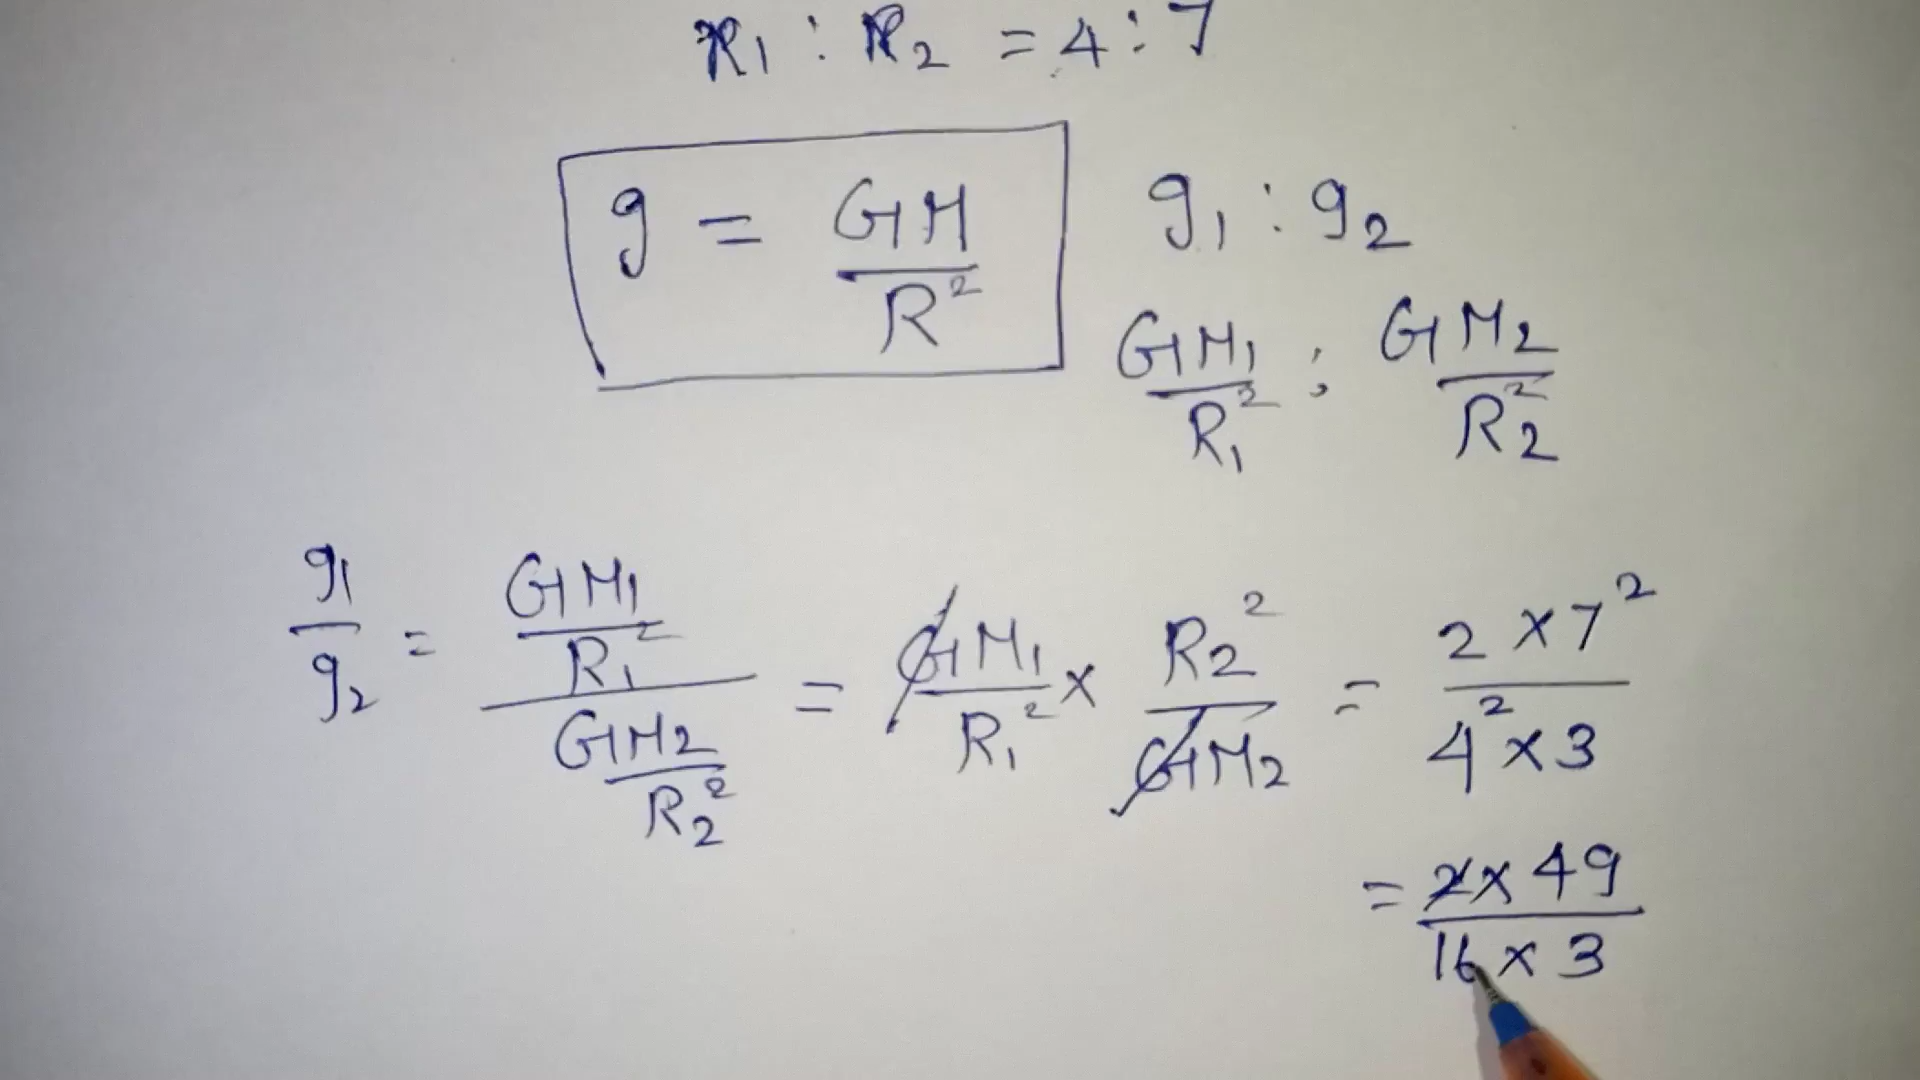 R₁ : R₂ = 4 : 7
g = GM/R²
g₁ : g₂
GM₁/R₁² : GM₂/R₂²
g₁/g₂ = (GM₁/R₁²)/(GM₂/R₂²) = GM₁/R₁² × R₂²/GM₂ = (2 × 7²)/(4² × 3)
= (2 × 49)/(16 × 3)